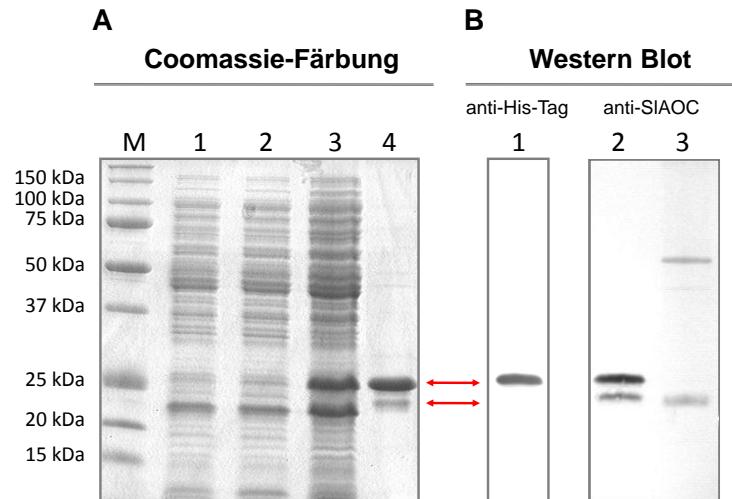 A
Coomassie-Färbung
M 1 2 3 4
150 kDa
100 kDa
75 kDa
50 kDa
37 kDa
25 kDa
20 kDa
15 kDa
B
Western Blot
anti-His-Tag anti-SlAOC
1 2 3